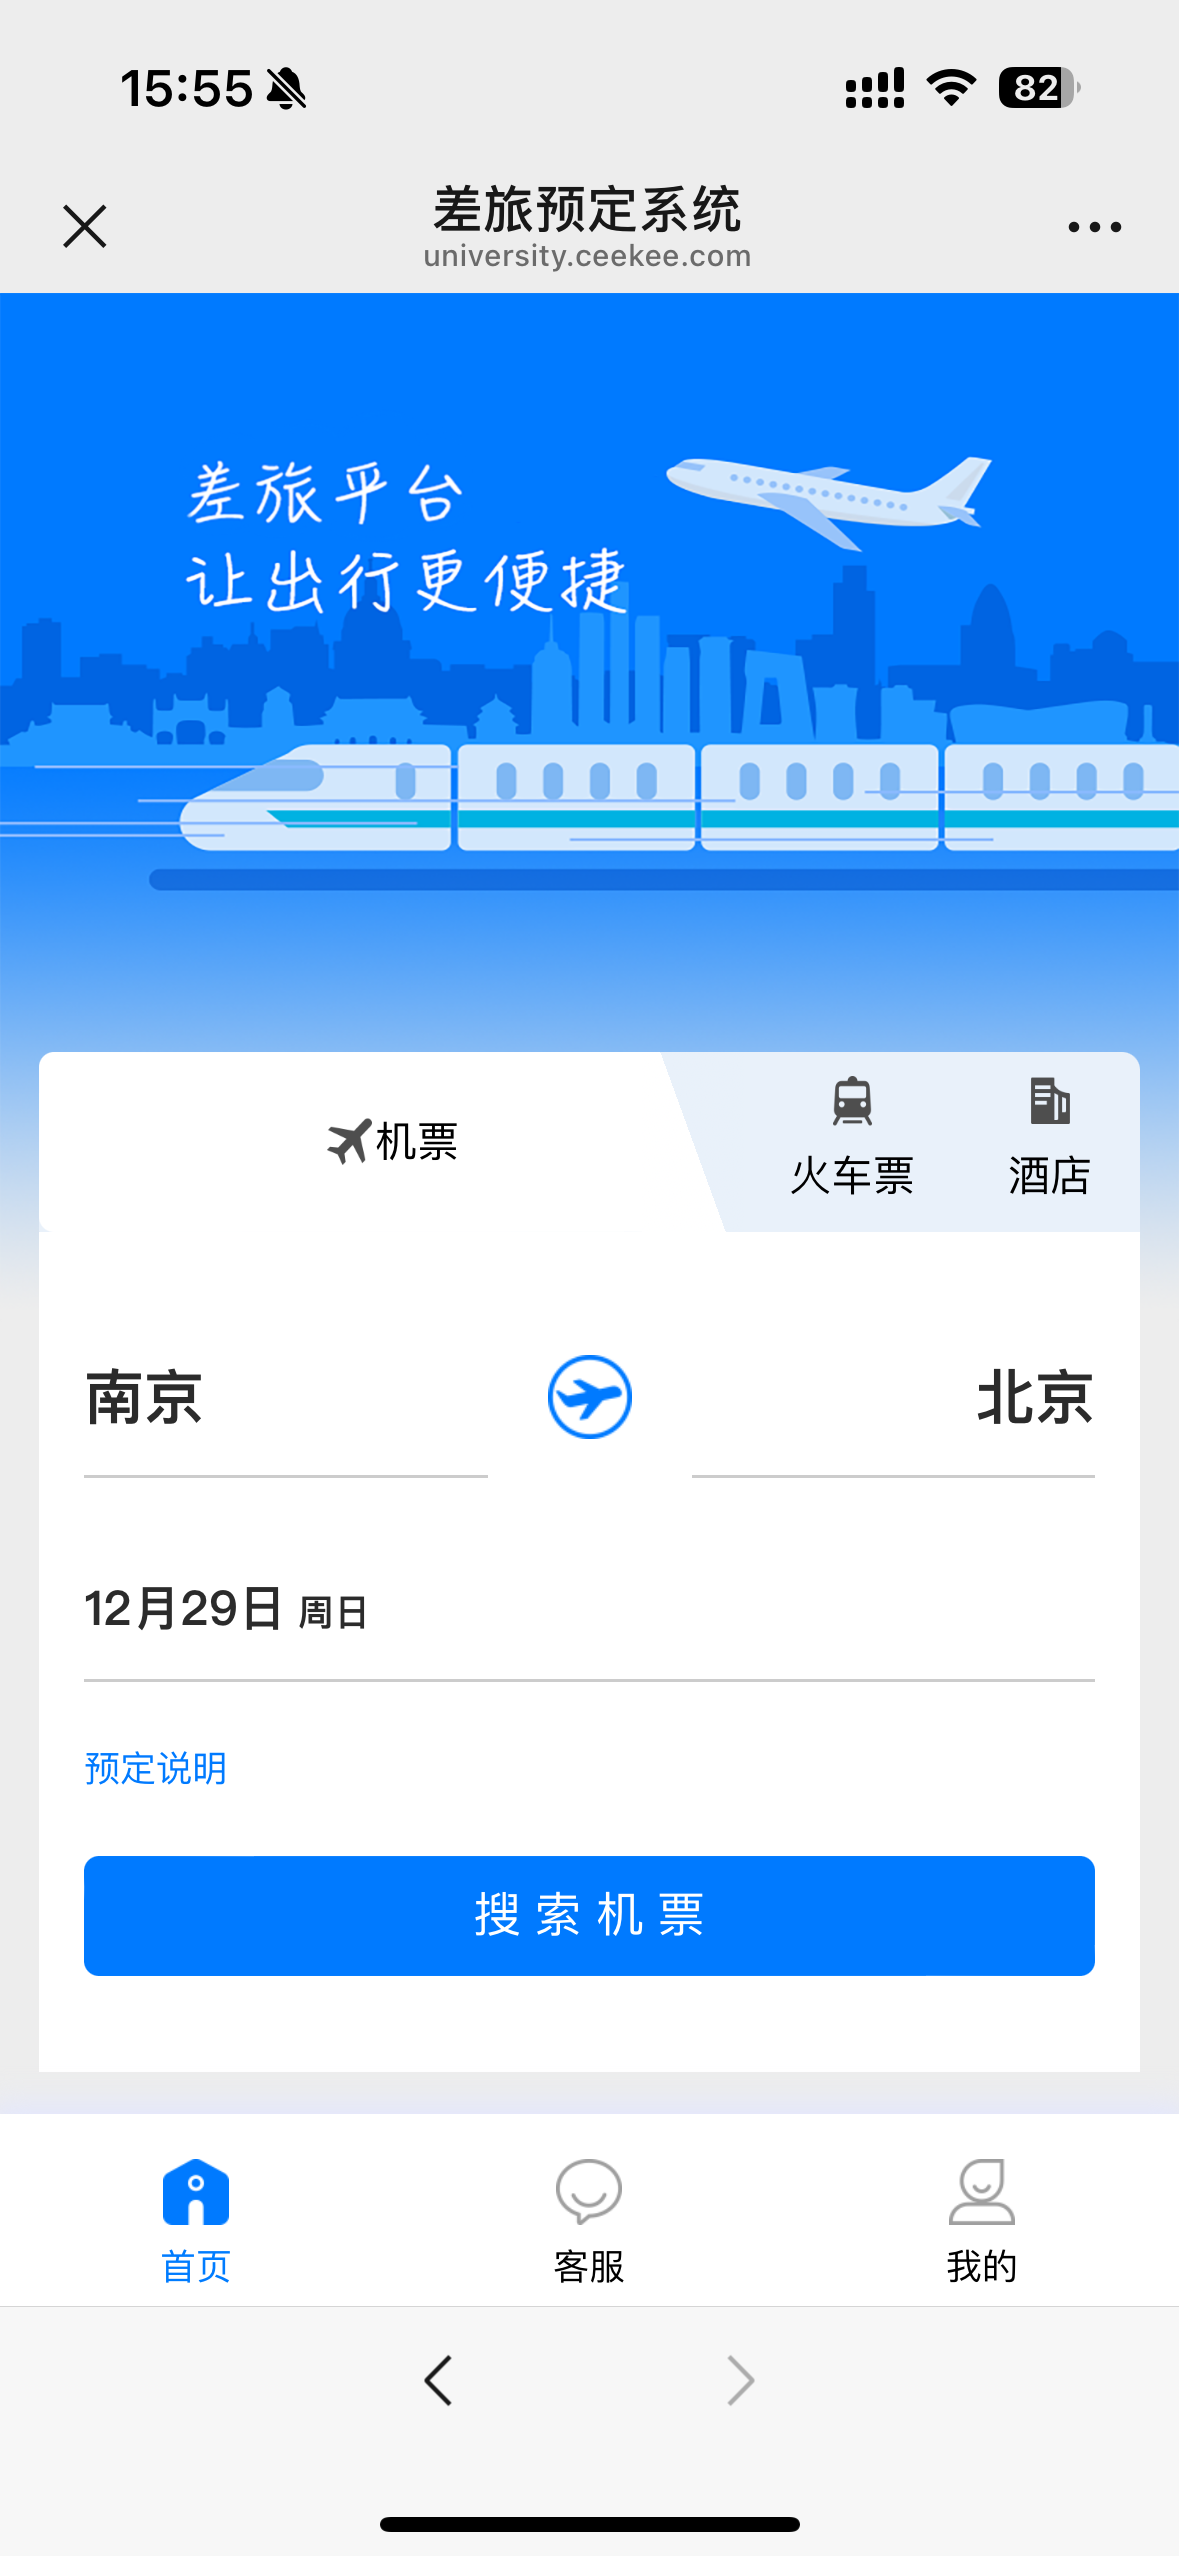 15:55
82
差旅预定系统
university.ceekee.com
差旅平台
让出行更便捷
机票
火车票
酒店
南京
北京
12月29日 周日
预定说明
搜索机票
首页
客服
我的